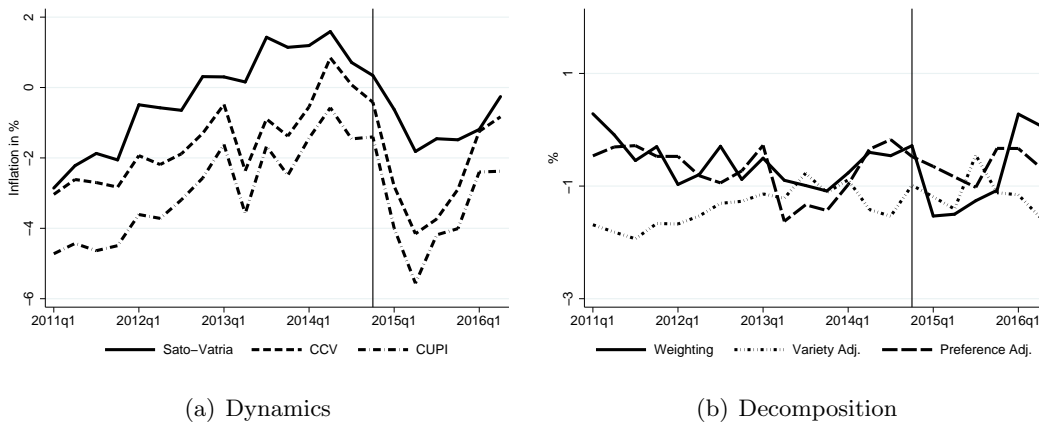 2
0
−2
−4
−6
Inflation in %
2011q1 2012q1 2013q1 2014q1 2015q1 2016q1
Sato−Vatria CCV CUPI
(a) Dynamics
1
−1
−3
%
2011q1 2012q1 2013q1 2014q1 2015q1 2016q1
Weighting Variety Adj. Preference Adj.
(b) Decomposition